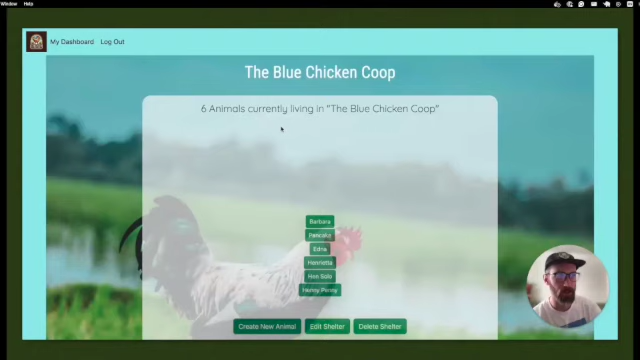 Window Help
My Dashboard Log Out
The Blue Chicken Coop
6 Animals currently living in "The Blue Chicken Coop"
Barbara
Pancake
Edna
Henrietta
Hen Solo
Henny Penny
Create New Animal Edit Shelter Delete Shelter